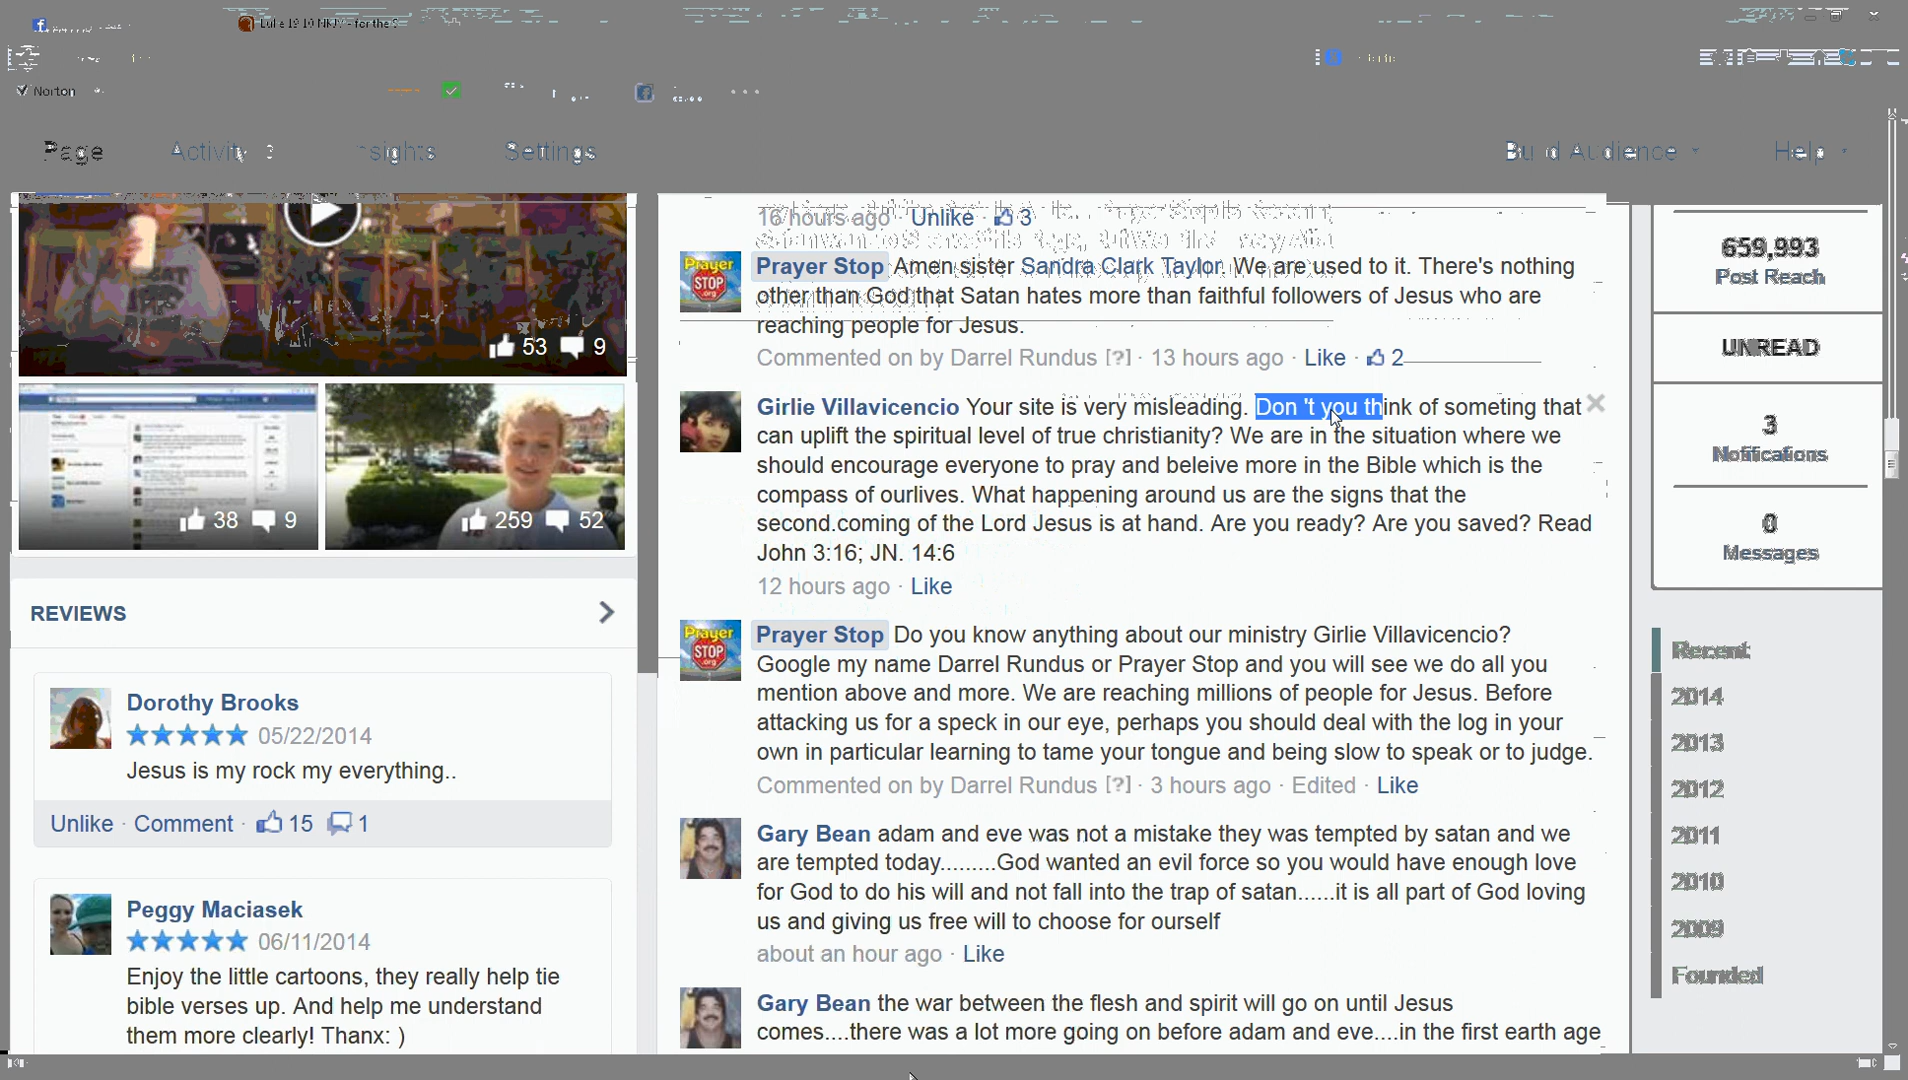 Norton
Page
Settings
Build Audience
Help
53 9
38 9
259 52
REVIEWS
Dorothy Brooks
05/22/2014
Jesus is my rock my everything..
Unlike · Comment · 15 1
Peggy Maciasek
06/11/2014
Enjoy the little cartoons, they really help tie
bible verses up. And help me understand
them more clearly! Thanx: )
16 hours ago · Unlike · 3
Prayer STOP .org
Prayer Stop Amen sister Sandra Clark Taylor. We are used to it. There's nothing
other than God that Satan hates more than faithful followers of Jesus who are
reaching people for Jesus.
Commented on by Darrel Rundus [?] · 13 hours ago · Like · 2
Girlie Villavicencio Your site is very misleading. Don 't you think of someting that
can uplift the spiritual level of true christianity? We are in the situation where we
should encourage everyone to pray and beleive more in the Bible which is the
compass of ourlives. What happening around us are the signs that the
second.coming of the Lord Jesus is at hand. Are you ready? Are you saved? Read
John 3:16; JN. 14:6
12 hours ago · Like
Prayer STOP .org
Prayer Stop Do you know anything about our ministry Girlie Villavicencio?
Google my name Darrel Rundus or Prayer Stop and you will see we do all you
mention above and more. We are reaching millions of people for Jesus. Before
attacking us for a speck in our eye, perhaps you should deal with the log in your
own in particular learning to tame your tongue and being slow to speak or to judge.
Commented on by Darrel Rundus [?] · 3 hours ago · Edited · Like
Gary Bean adam and eve was not a mistake they was tempted by satan and we
are tempted today.........God wanted an evil force so you would have enough love
for God to do his will and not fall into the trap of satan......it is all part of God loving
us and giving us free will to choose for ourself
about an hour ago · Like
Gary Bean the war between the flesh and spirit will go on until Jesus
comes....there was a lot more going on before adam and eve....in the first earth age
659,993
Post Reach
UNREAD
3
Notifications
0
Messages
Recent
2014
2013
2012
2011
2010
2009
Founded